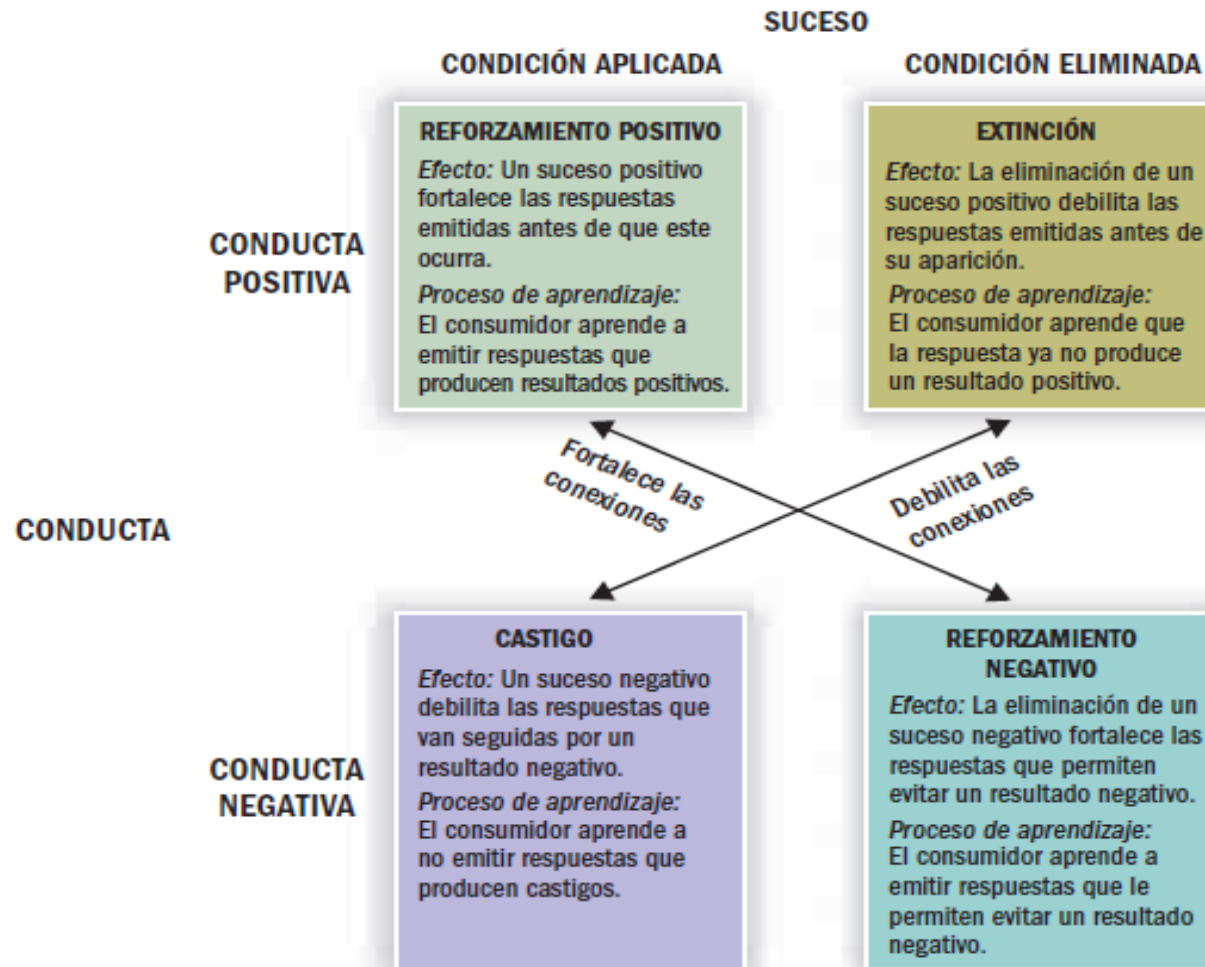 SUCESO
CONDICIÓN APLICADA
CONDICIÓN ELIMINADA
CONDUCTA
POSITIVA
REFORZAMIENTO POSITIVO
Efecto: Un suceso positivo
fortalece las respuestas
emitidas antes de que este
ocurra.
Proceso de aprendizaje:
El consumidor aprende a
emitir respuestas que
producen resultados positivos.
EXTINCIÓN
Efecto: La eliminación de un
suceso positivo debilita las
respuestas emitidas antes de
su aparición.
Proceso de aprendizaje:
El consumidor aprende que
la respuesta ya no produce
un resultado positivo.
Fortalece las
conexiones
Debilita las
conexiones
CONDUCTA
CONDUCTA
NEGATIVA
CASTIGO
Efecto: Un suceso negativo
debilita las respuestas que
van seguidas por un
resultado negativo.
Proceso de aprendizaje:
El consumidor aprende a
no emitir respuestas que
producen castigos.
REFORZAMIENTO
NEGATIVO
Efecto: La eliminación de un
suceso negativo fortalece las
respuestas que permiten
evitar un resultado negativo.
Proceso de aprendizaje:
El consumidor aprende a
emitir respuestas que le
permiten evitar un resultado
negativo.